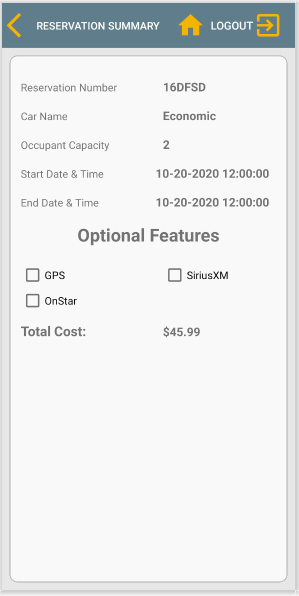 RESERVATION SUMMARY LOGOUT
Reservation Number 16DFSD
Car Name Economic
Occupant Capacity 2
Start Date & Time 10-20-2020 12:00:00
End Date & Time 10-20-2020 12:00:00
Optional Features
GPS SiriusXM
OnStar
Total Cost: $45.99